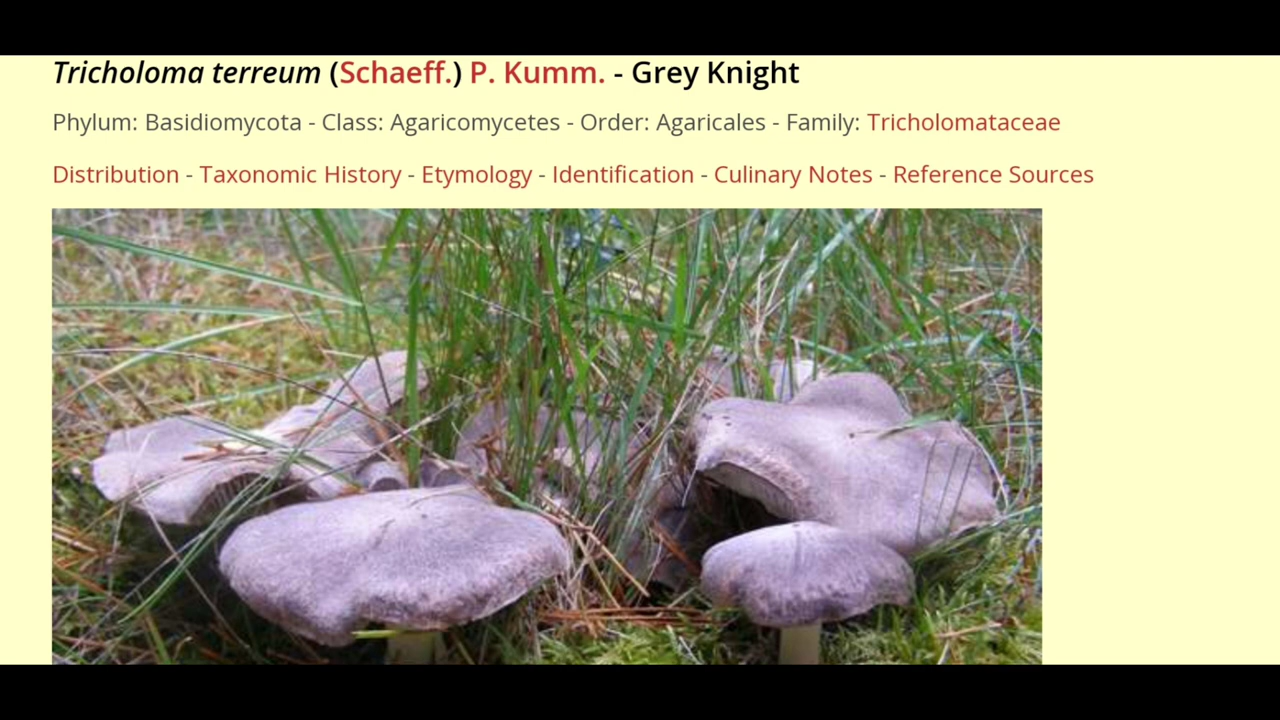 Tricholoma terreum (Schaeff.) P. Kumm. - Grey Knight
Phylum: Basidiomycota - Class: Agaricomycetes - Order: Agaricales - Family: Tricholomataceae
Distribution - Taxonomic History - Etymology - Identification - Culinary Notes - Reference Sources